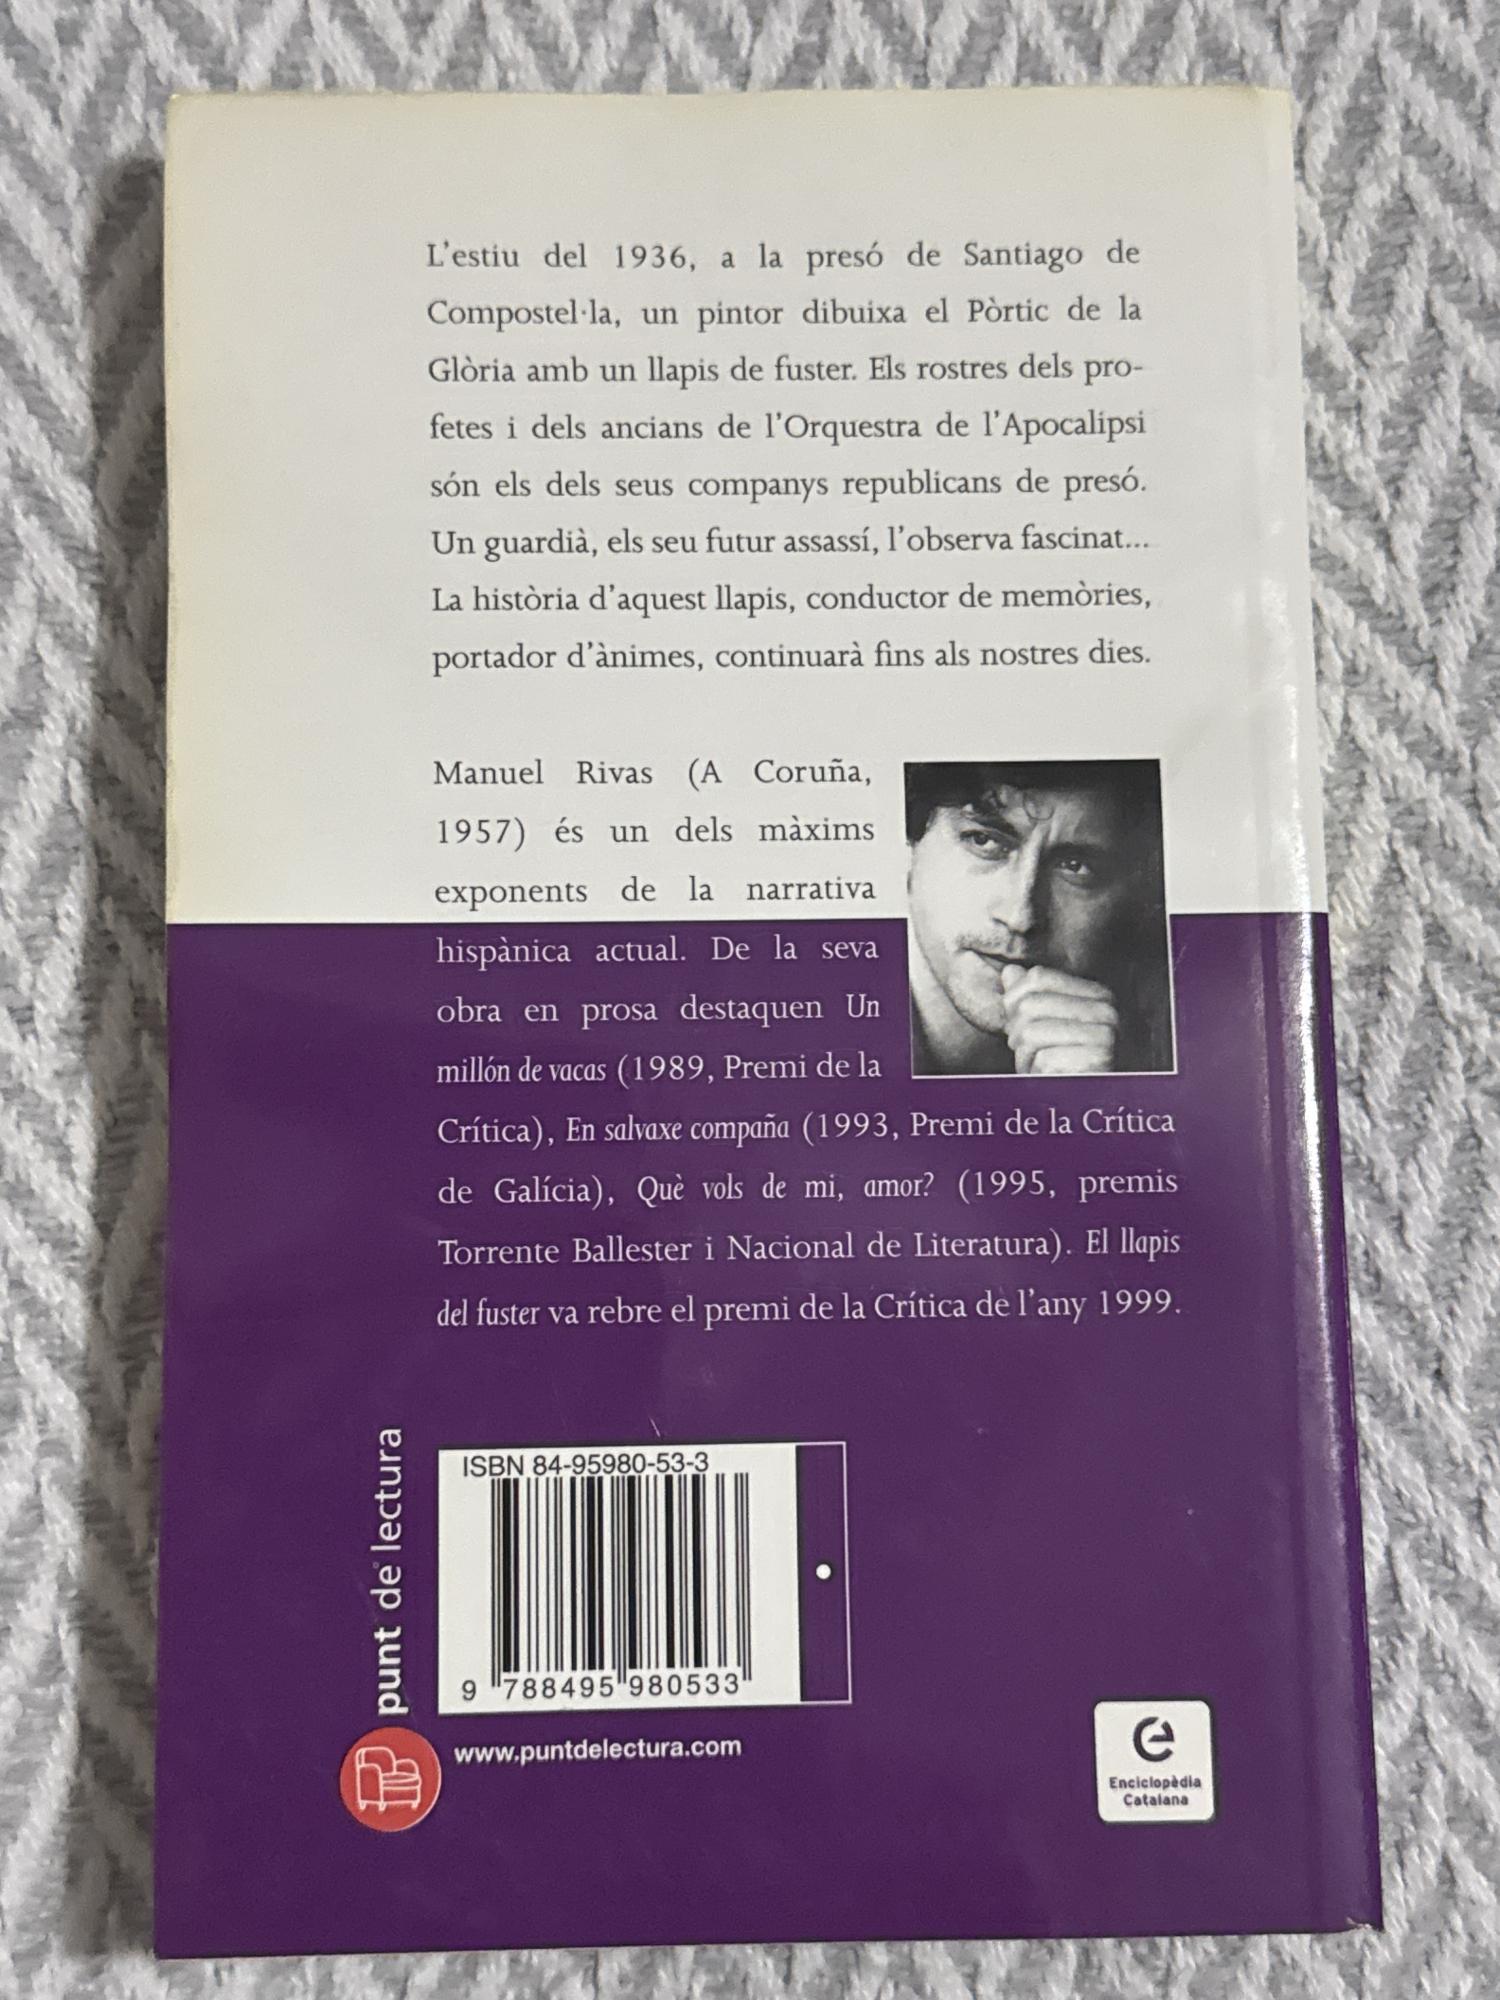 L'estiu del 1936, a la presó de Santiago de
Compostel·la, un pintor dibuixa el Pòrtic de la
Glòria amb un llapis de fuster. Els rostres dels pro-
fetes i dels ancians de l'Orquestra de l'Apocalipsi
són els dels seus companys republicans de presó.
Un guardià, els seu futur assassí, l'observa fascinat...
La història d'aquest llapis, conductor de memòries,
portador d'ànimes, continuarà fins als nostres dies.
Manuel Rivas (A Coruña,
1957) és un dels màxims
exponents de la narrativa
hispànica actual. De la seva
obra en prosa destaquen Un
millón de vacas (1989, Premi de la
Crítica), En salvaxe compaña (1993, Premi de la Crítica
de Galícia), Què vols de mi, amor? (1995, premis
Torrente Ballester i Nacional de Literatura). El llapis
del fuster va rebre el premi de la Crítica de l'any 1999.
punt de lectura
ISBN 84-95980-53-3
9 788495 980533
www.puntdelectura.com
Enciclopèdia
Catalana